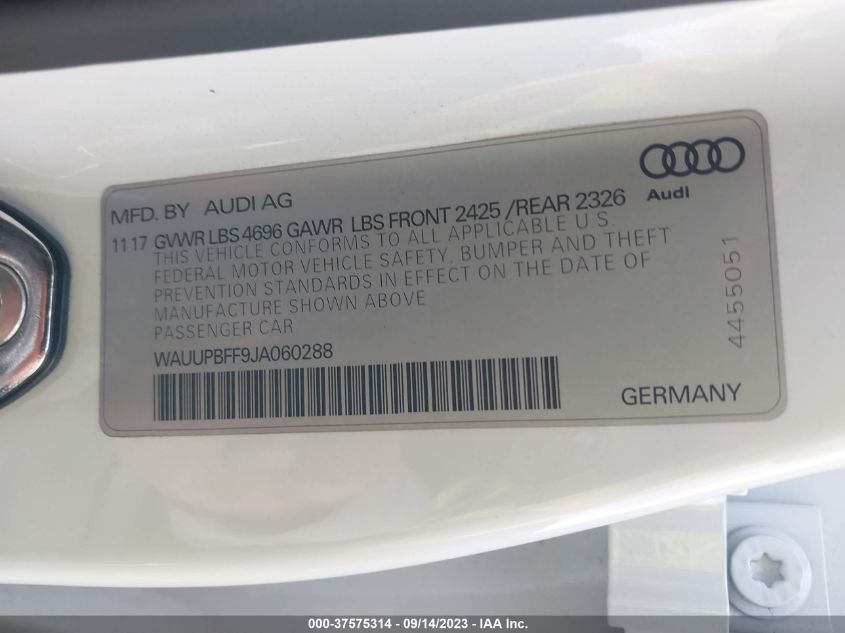 Audi
MFD. BY AUDI AG
11 17 GVWR LBS 4696 GAWR LBS FRONT 2425 /REAR 2326
THIS VEHICLE CONFORMS TO ALL APPLICABLE U S.
FEDERAL MOTOR VEHICLE SAFETY, BUMPER AND THEFT
PREVENTION STANDARDS IN EFFECT ON THE DATE OF
MANUFACTURE SHOWN ABOVE
PASSENGER CAR
WAUUPBFF9JA060288
GERMANY
4455051
000-37575314 - 09/14/2023 - IAA Inc.